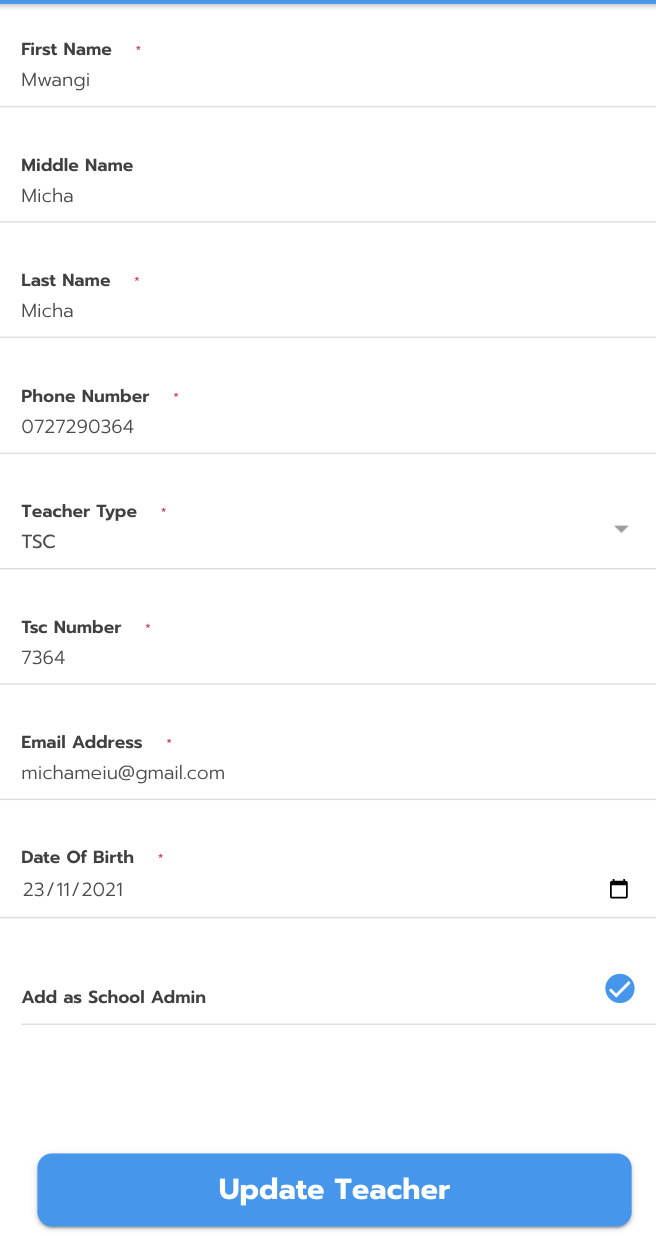 First Name *
Mwangi
Middle Name
Micha
Last Name *
Micha
Phone Number *
0727290364
Teacher Type *
TSC
Tsc Number *
7364
Email Address *
michameiu@gmail.com
Date Of Birth *
23/11/2021
Add as School Admin
Update Teacher